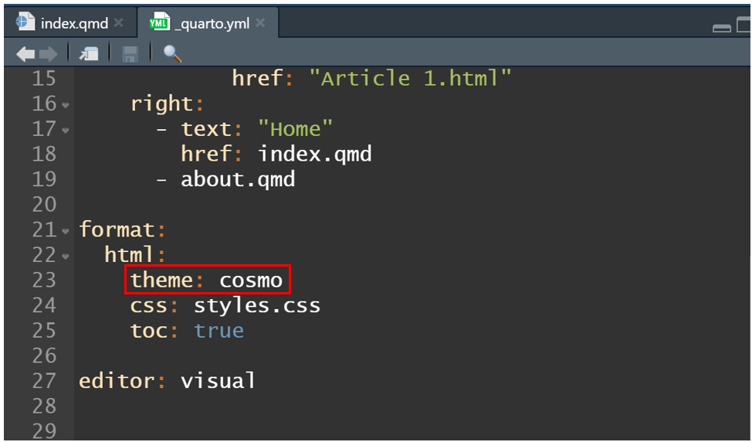 index.qmd _quarto.yml
15 href: "Article 1.html"
16 right:
17 - text: "Home"
18 href: index.qmd
19 - about.qmd
20
21 format:
22 html:
23 theme: cosmo
24 css: styles.css
25 toc: true
26
27 editor: visual
28
29